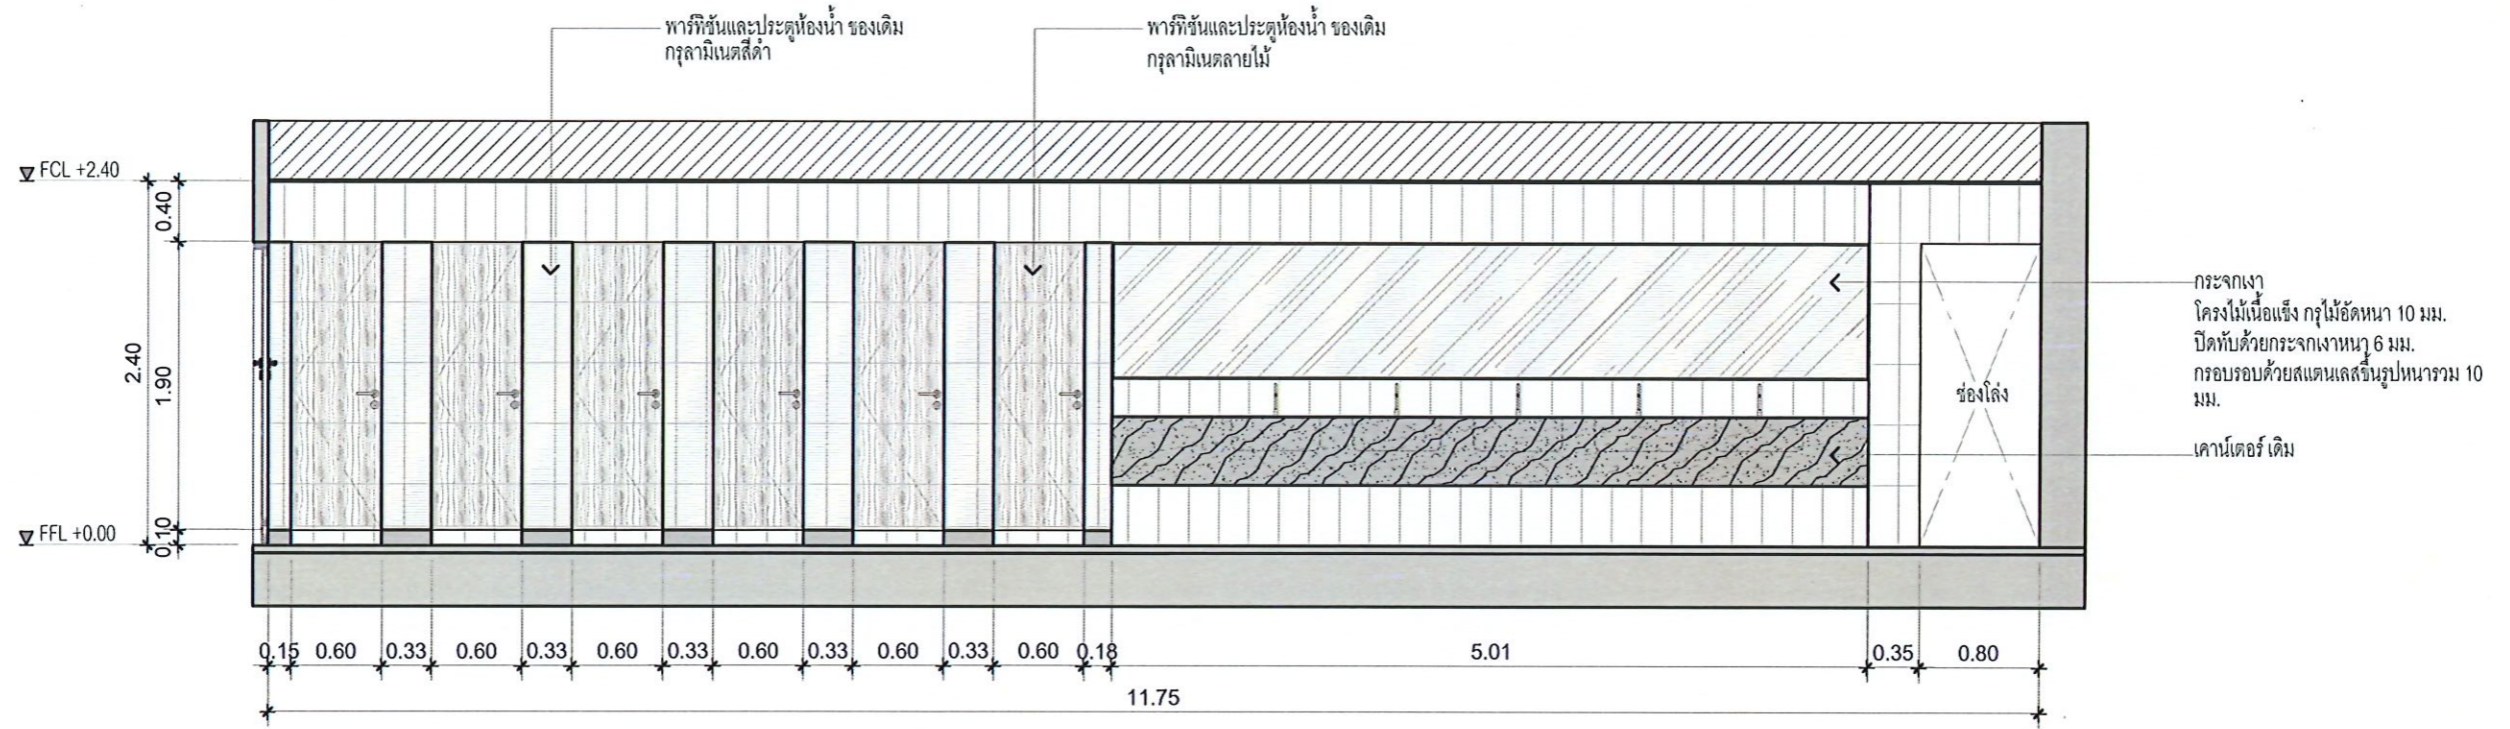 พาร์ทิชันและประตูห้องน้ำ ของเดิม
กรุลามิเนตสีดำ
พาร์ทิชันและประตูห้องน้ำ ของเดิม
กรุลามิเนตลายไม้
FCL +2.40
0.40
2.40
1.90
0.10
FFL +0.00
กระจกเงา
โครงไม้เนื้อแข็ง กรุไม้อัดหนา 10 มม.
ปิดทับด้วยกระจกเงาหนา 6 มม.
กรอบรอบด้วยสแตนเลสขึ้นรูปหนารวม 10
มม.
ช่องโล่ง
เคาน์เตอร์ เดิม
0.15 0.60 0.33 0.60 0.33 0.60 0.33 0.60 0.33 0.60 0.33 0.60 0.18 5.01 0.35 0.80
11.75